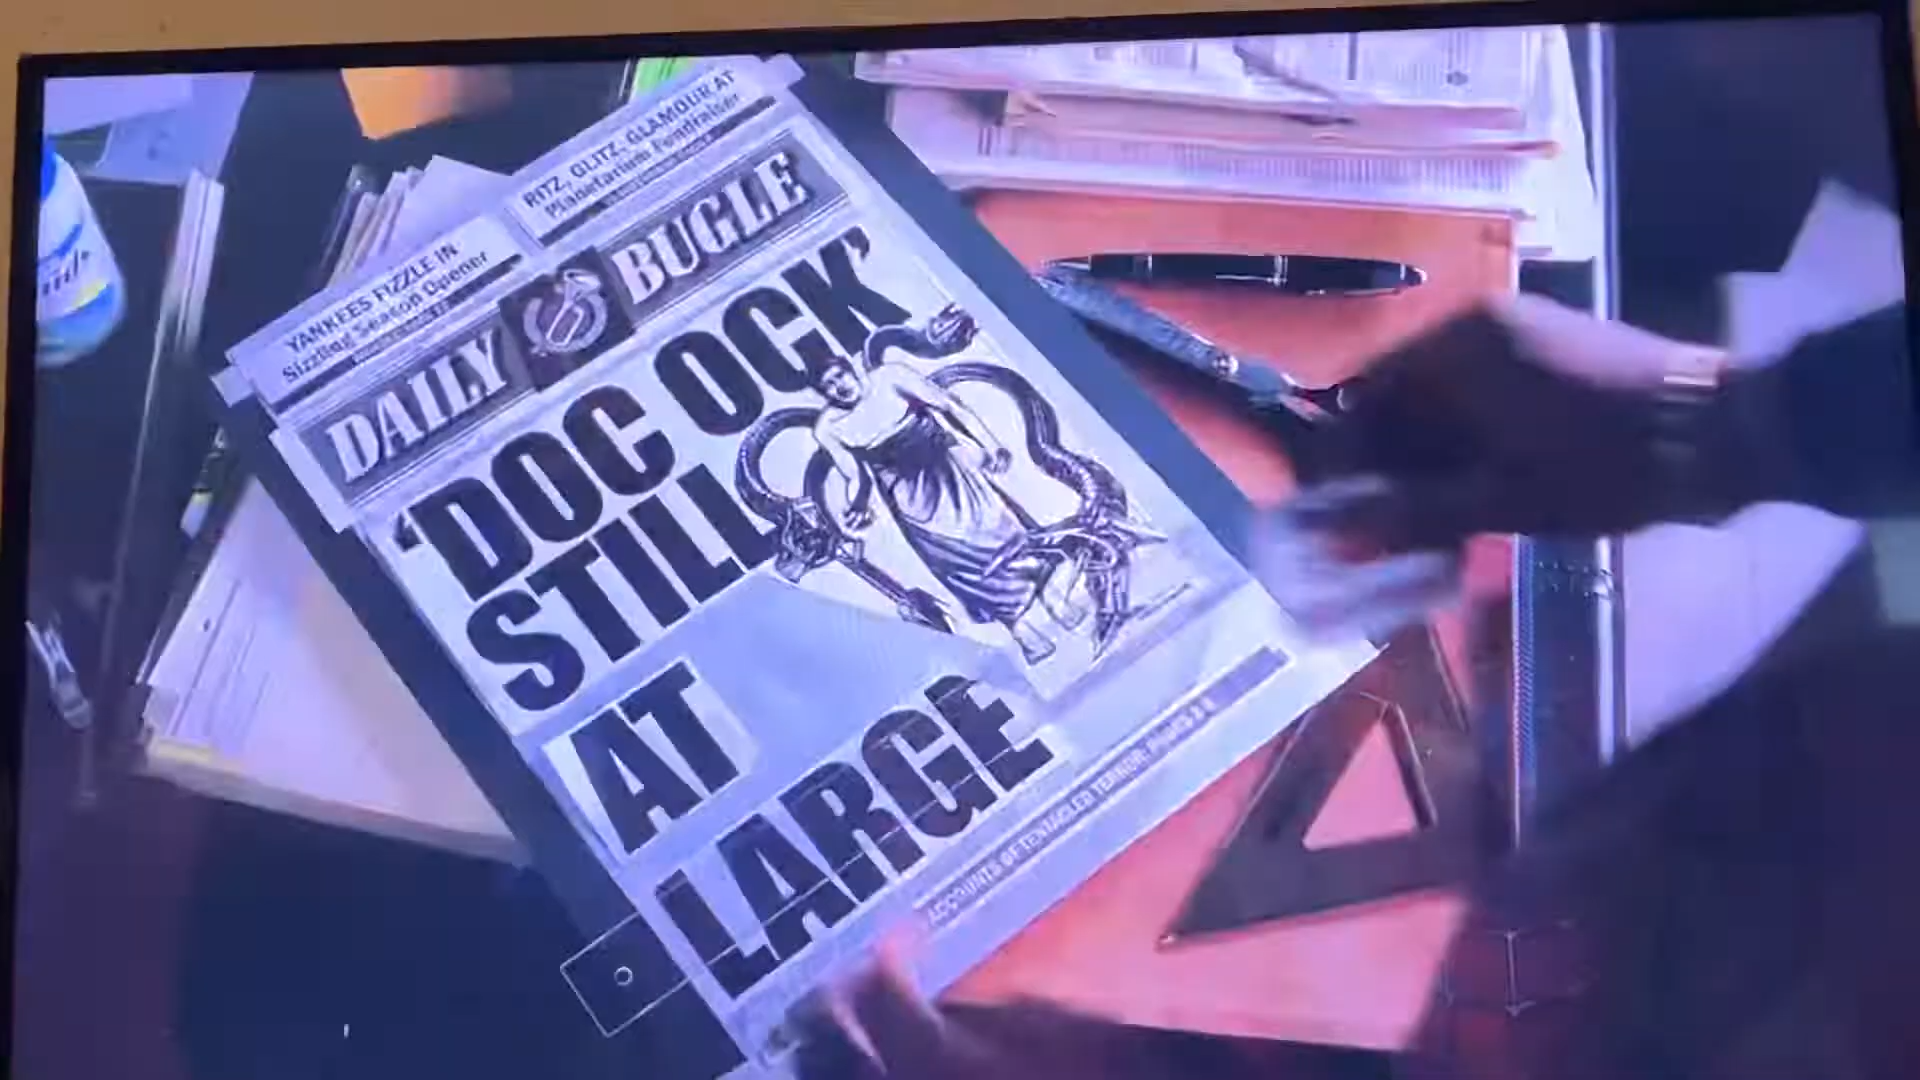 RITZ, GLITZ, GLAMOUR AT
Planetarium Fundraiser
YANKEES FIZZLE IN
Sizzling Season Opener
DAILY BUGLE
'DOC OCK'
STILL
AT
LARGE
ACCOUNTS OF TENTACLED TERROR: PAGES